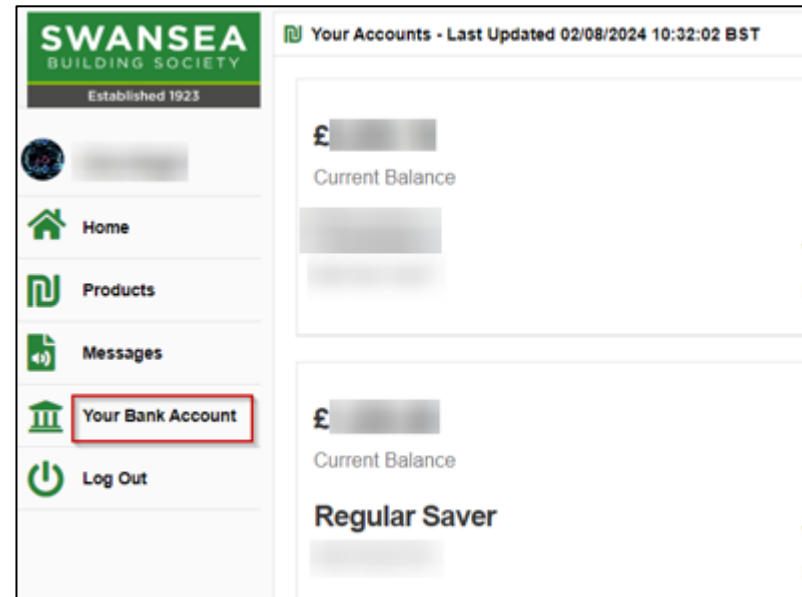 SWANSEA
BUILDING SOCIETY
Established 1923
Home
Products
Messages
Your Bank Account
Log Out
Your Accounts - Last Updated 02/08/2024 10:32:02 BST
£
Current Balance
£
Current Balance
Regular Saver